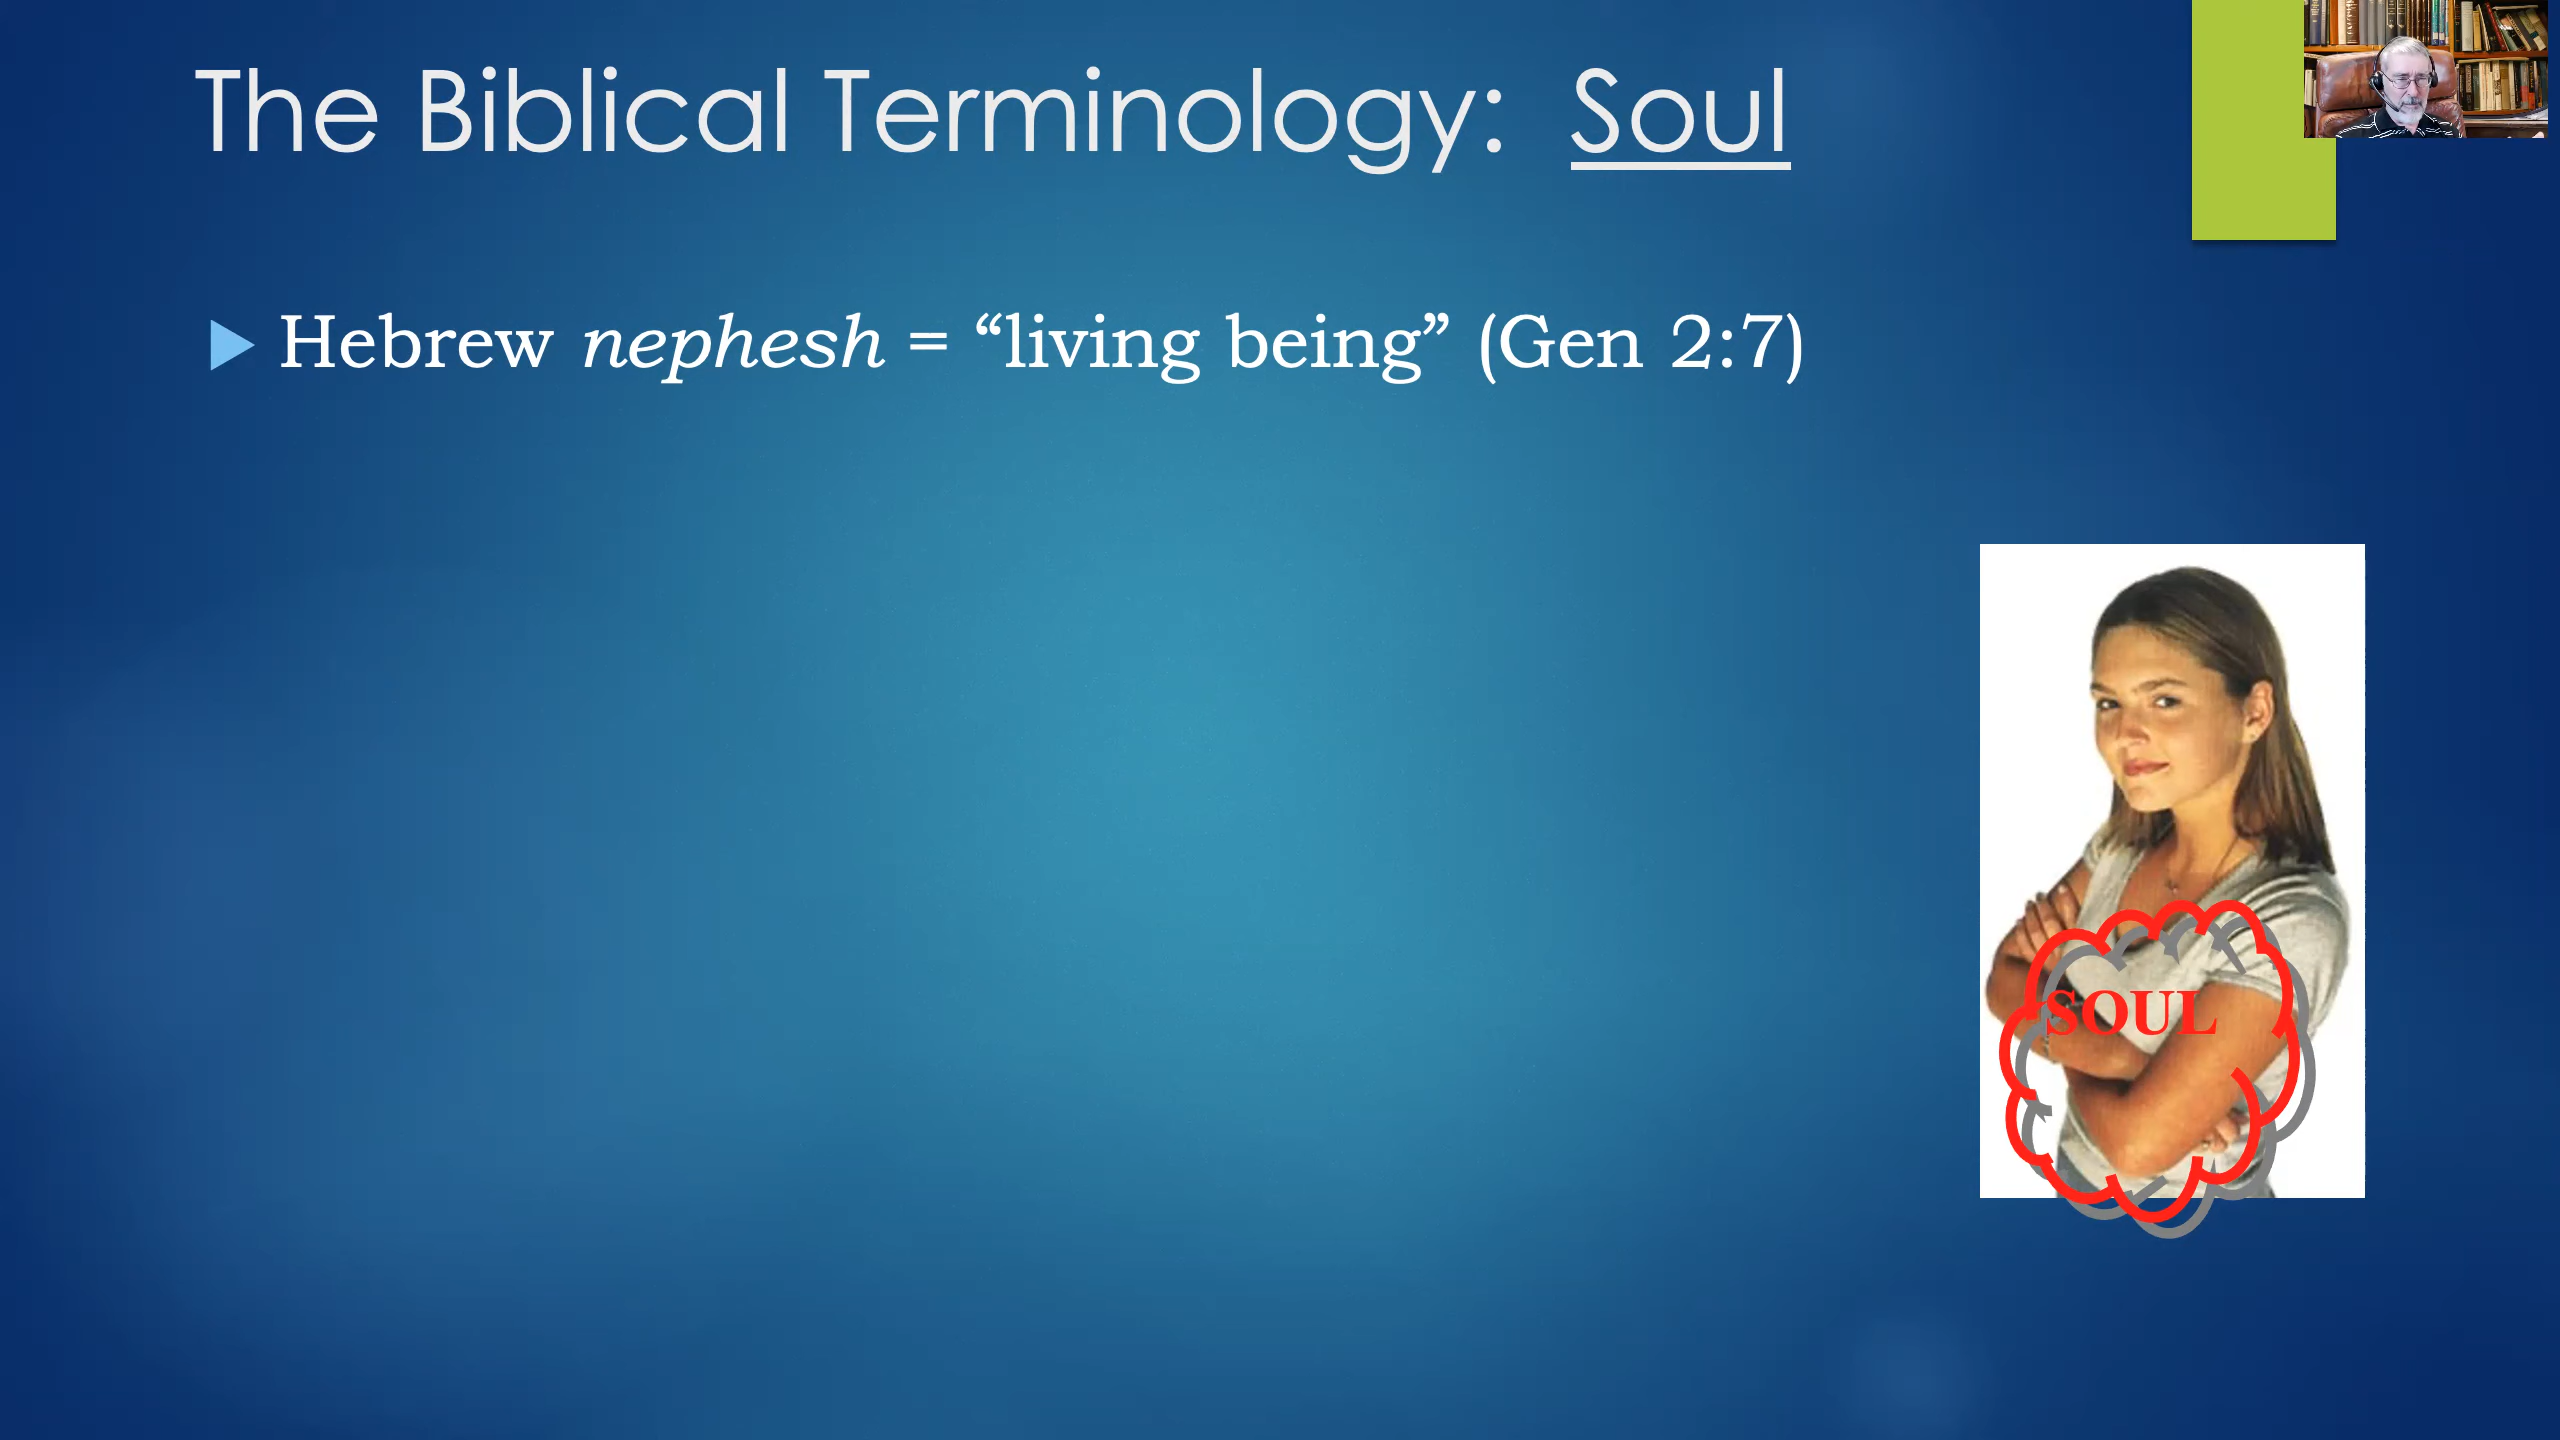 The Biblical Terminology: Soul
Hebrew nephesh = “living being” (Gen 2:7)
SOUL